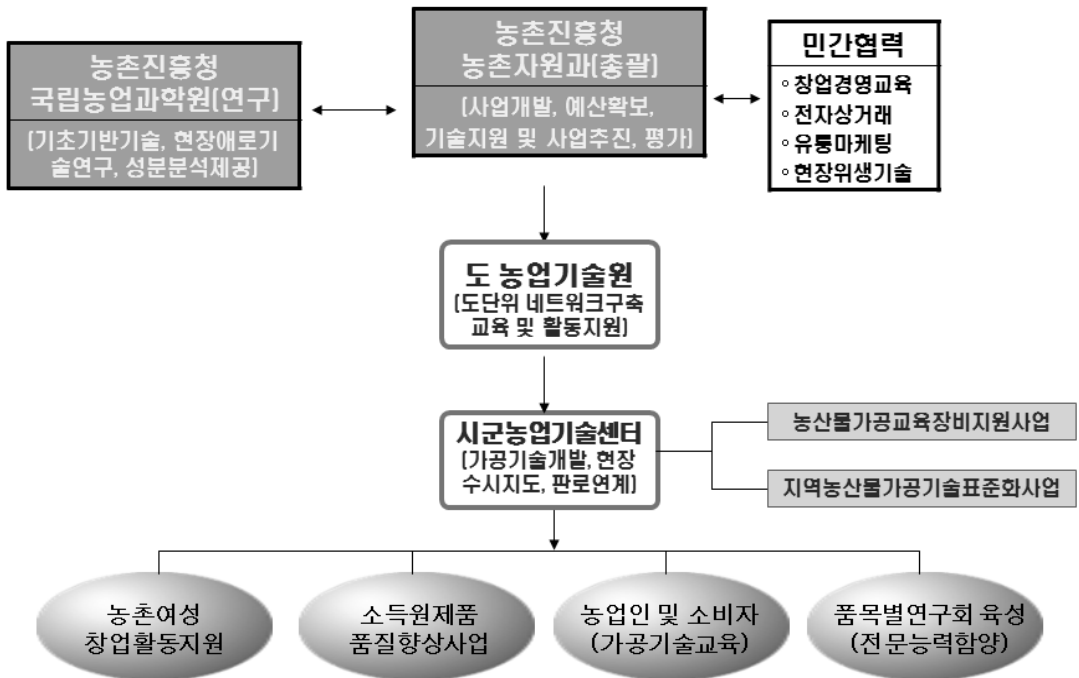 농촌진흥청
국립농업과학원(연구)
(기초기반기술, 현장애로기
술연구, 성분분석제공)
농촌진흥청
농촌자원과(총괄)
(사업개발, 예산확보,
기술지원 및 사업추진, 평가)
민간협력
◦창업경영교육
◦전자상거래
◦유통마케팅
◦현장위생기술
도 농업기술원
(도단위 네트워크구축
교육 및 활동지원)
시군농업기술센터
(가공기술개발, 현장
수시지도, 판로연계)
농산물가공교육장비지원사업
지역농산물가공기술표준화사업
농촌여성
창업활동지원
소득원제품
품질향상사업
농업인 및 소비자
(가공기술교육)
품목별연구회 육성
(전문능력함양)